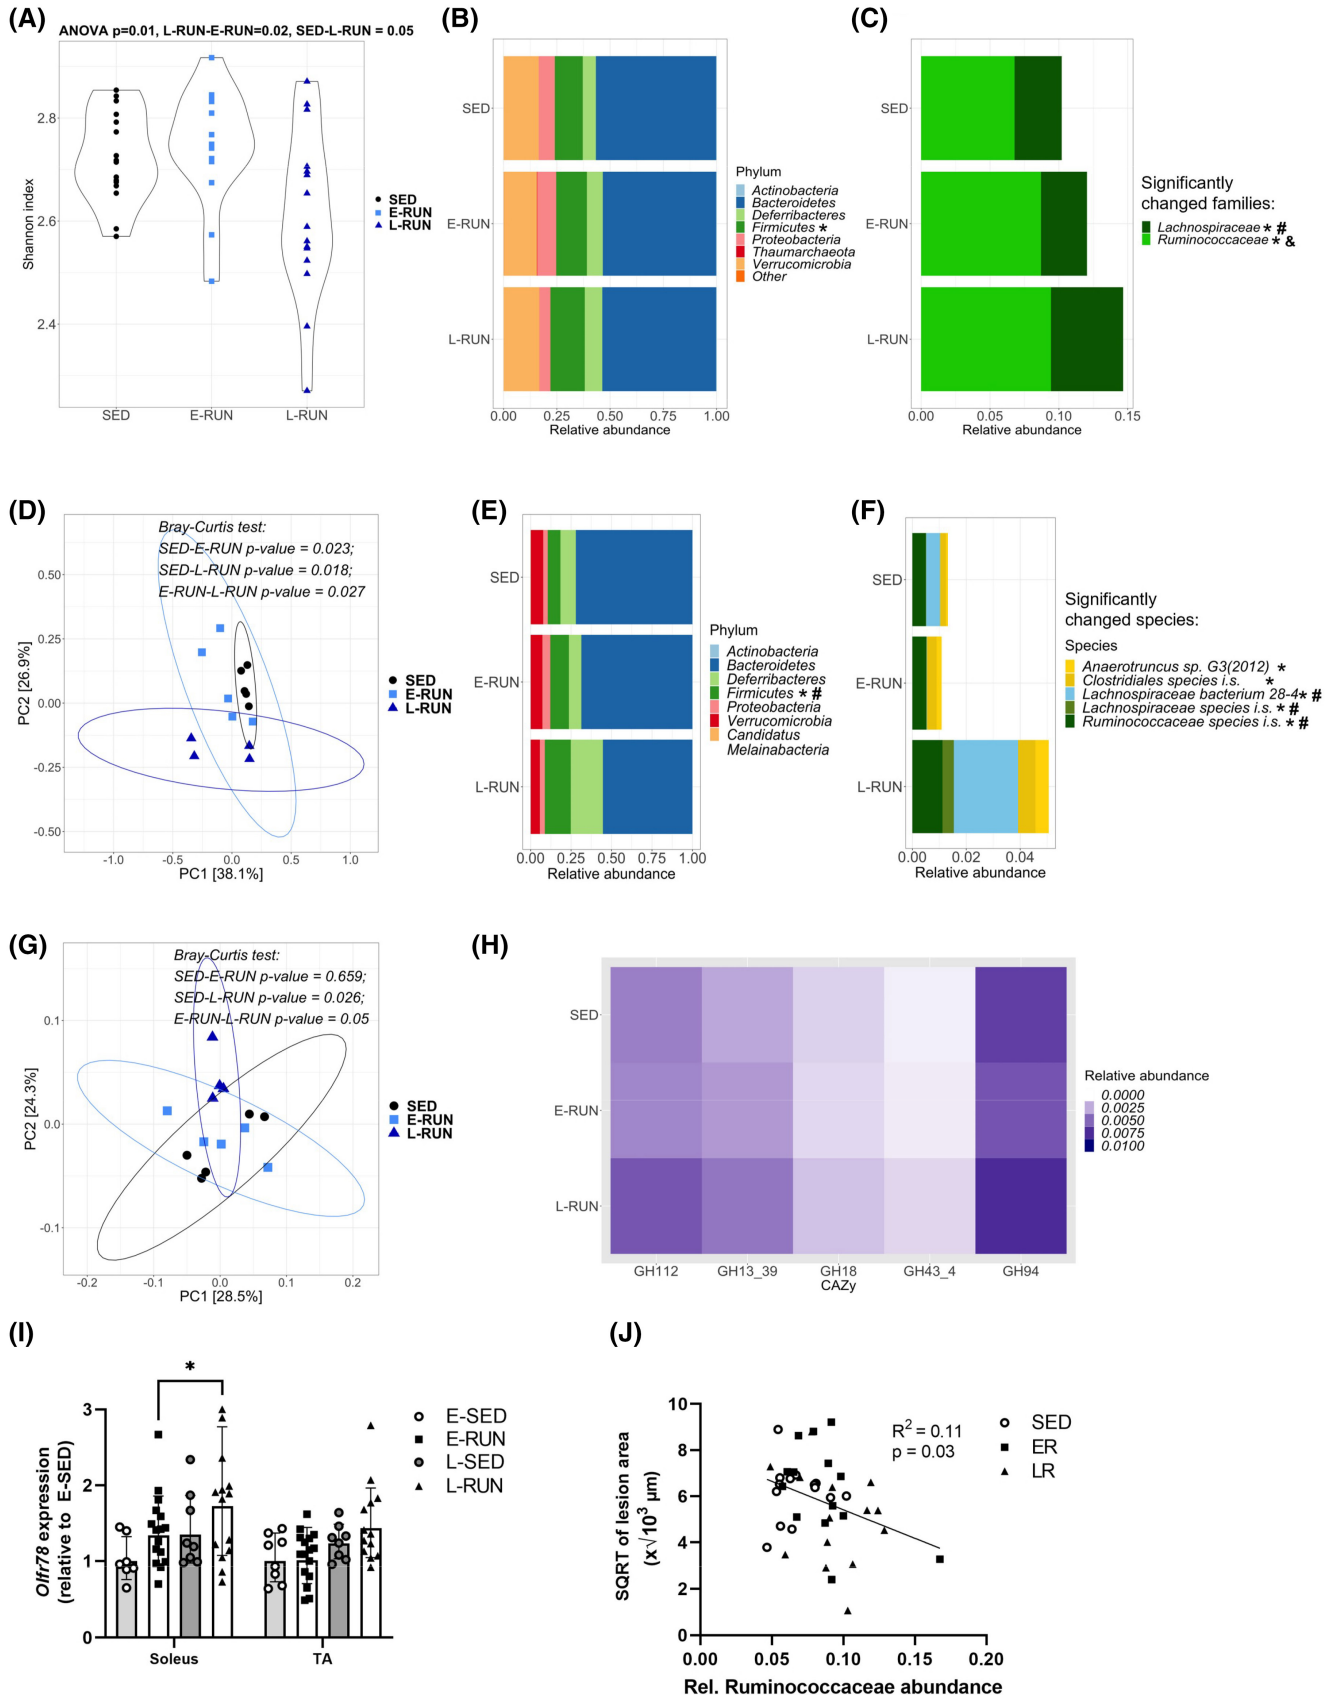 (A)
ANOVA p=0.01, L-RUN-E-RUN=0.02, SED-L-RUN = 0.05
Shannon index
2.8
2.6
2.4
SED
E-RUN
L-RUN
SED
E-RUN
L-RUN
(B)
SED
E-RUN
L-RUN
0.00
0.25
0.50
0.75
1.00
Relative abundance
Phylum
Actinobacteria
Bacteroidetes
Deferribacteres
Firmicutes *
Proteobacteria
Thaumarchaeota
Verrucomicrobia
Other
(C)
SED
E-RUN
L-RUN
0.00
0.05
0.10
0.15
Relative abundance
Significantly
changed families:
Lachnospiraceae * #
Ruminococcaceae * &
(D)
Bray-Curtis test:
SED-E-RUN p-value = 0.023;
SED-L-RUN p-value = 0.018;
E-RUN-L-RUN p-value = 0.027
PC2 [26.9%]
0.50
0.25
0.00
-0.25
-0.50
-1.0
-0.5
0.0
0.5
1.0
PC1 [38.1%]
SED
E-RUN
L-RUN
(E)
SED
E-RUN
L-RUN
0.00
0.25
0.50
0.75
1.00
Relative abundance
Phylum
Actinobacteria
Bacteroidetes
Deferribacteres
Firmicutes * #
Proteobacteria
Verrucomicrobia
Candidatus
Melainabacteria
(F)
SED
E-RUN
L-RUN
0.00
0.02
0.04
Relative abundance
Significantly
changed species:
Species
Anaerotruncus sp. G3(2012) *
Clostridiales species i.s. *
Lachnospiraceae bacterium 28-4 * #
Lachnospiraceae species i.s. * #
Ruminococcaceae species i.s. * #
(G)
Bray-Curtis test:
SED-E-RUN p-value = 0.659;
SED-L-RUN p-value = 0.026;
E-RUN-L-RUN p-value = 0.05
PC2 [24.3%]
0.1
0.0
-0.1
-0.2
-0.1
0.0
0.1
0.2
PC1 [28.5%]
SED
E-RUN
L-RUN
(H)
SED
E-RUN
L-RUN
GH112
GH13_39
GH18
GH43_4
GH94
CAZy
Relative abundance
0.0000
0.0025
0.0050
0.0075
0.0100
(I)
*
Olfr78 expression
(relative to E-SED)
3
2
1
0
Soleus
TA
E-SED
E-RUN
L-SED
L-RUN
(J)
SQRT of lesion area
(x√10³ µm)
10
8
6
4
2
0
0.00
0.05
0.10
0.15
0.20
Rel. Ruminococcaceae abundance
R² = 0.11
p = 0.03
SED
ER
LR